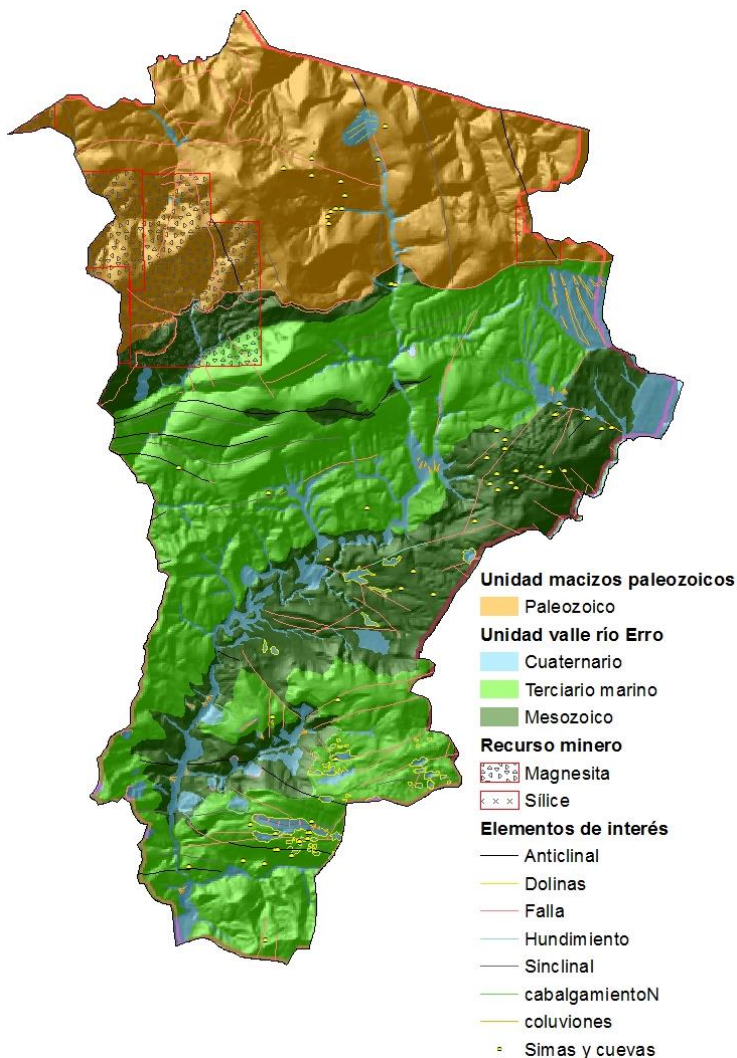 Unidad macizos paleozoicos
Paleozoico
Unidad valle río Erro
Cuaternario
Terciario marino
Mesozoico
Recurso minero
Magnesita
Sílice
Elementos de interés
Anticlinal
Dolinas
Falla
Hundimiento
Sinclinal
cabalgamientoN
coluviones
Simas y cuevas